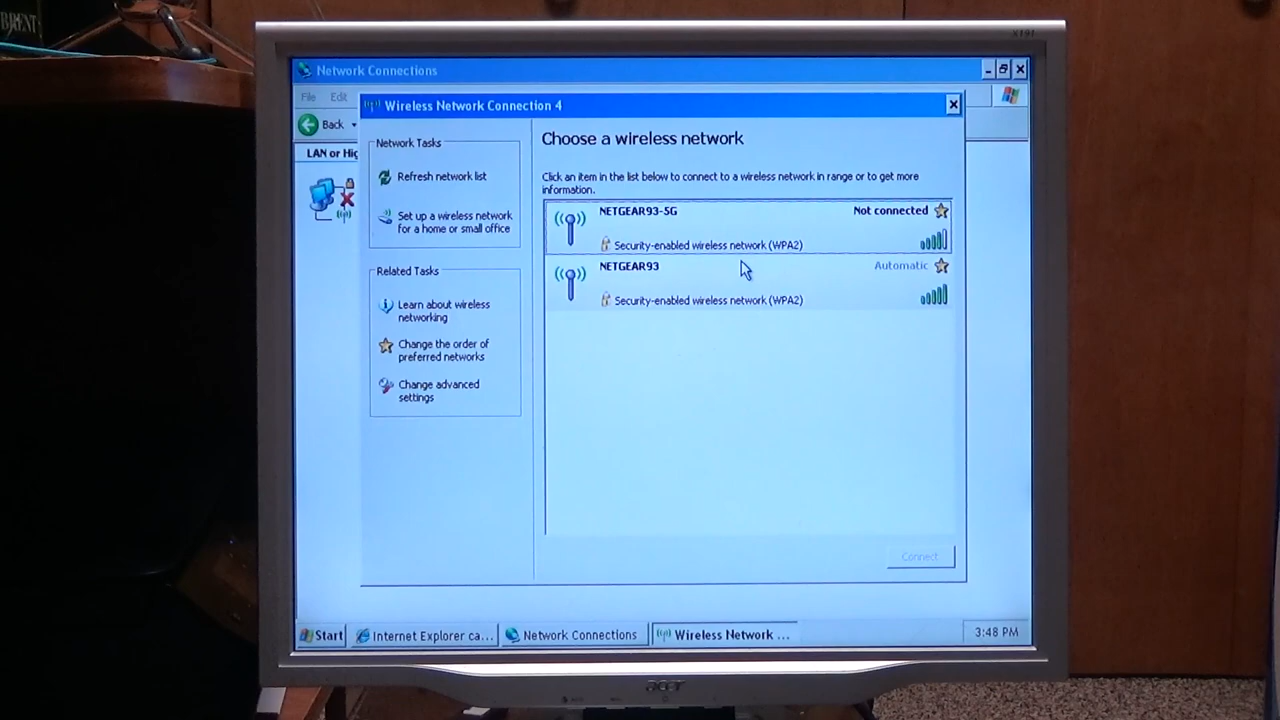 BRENT
X191
Network Connections
File Edit
Wireless Network Connection 4
Back
LAN or Hig
Network Tasks
Refresh network list
Set up a wireless network
for a home or small office
Related Tasks
Learn about wireless
networking
Change the order of
preferred networks
Change advanced
settings
Choose a wireless network
Click an item in the list below to connect to a wireless network in range or to get more
information.
NETGEAR93-5G Not connected
Security-enabled wireless network (WPA2)
NETGEAR93 Automatic
Security-enabled wireless network (WPA2)
Connect
Start Internet Explorer ca... Network Connections Wireless Network ... 3:48 PM
acer